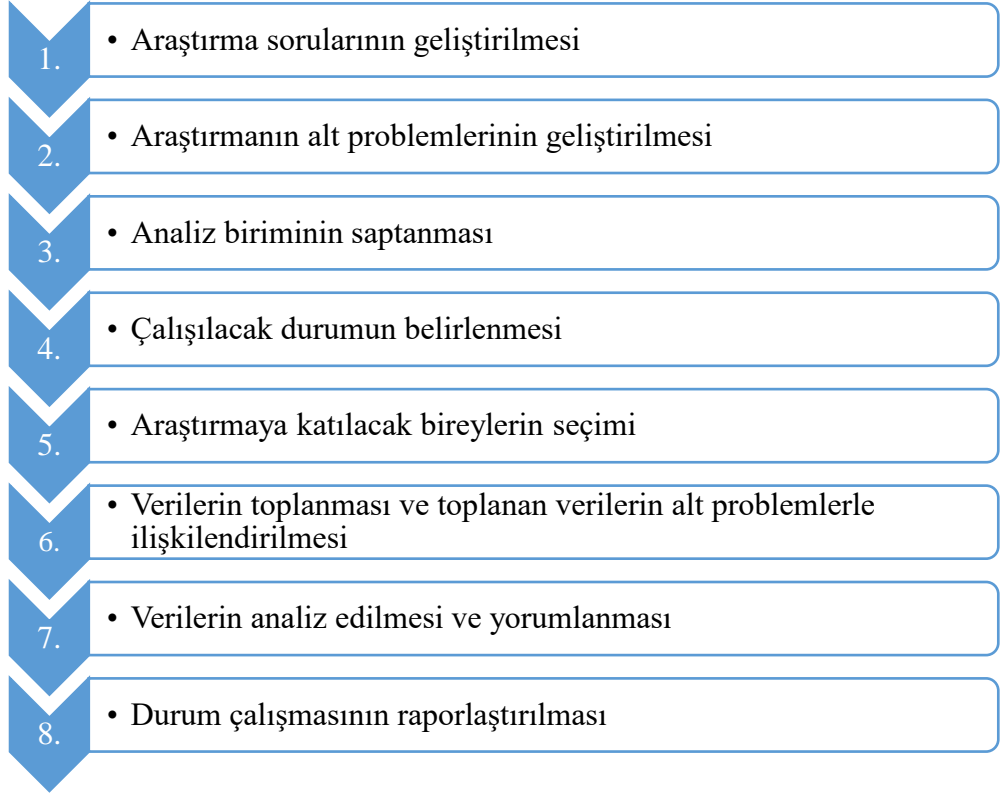 1. • Araştırma sorularının geliştirilmesi
2. • Araştırmanın alt problemlerinin geliştirilmesi
3. • Analiz biriminin saptanması
4. • Çalışılacak durumun belirlenmesi
5. • Araştırmaya katılacak bireylerin seçimi
6. • Verilerin toplanması ve toplanan verilerin alt problemlerle
ilişkilendirilmesi
7. • Verilerin analiz edilmesi ve yorumlanması
8. • Durum çalışmasının raporlaştırılması